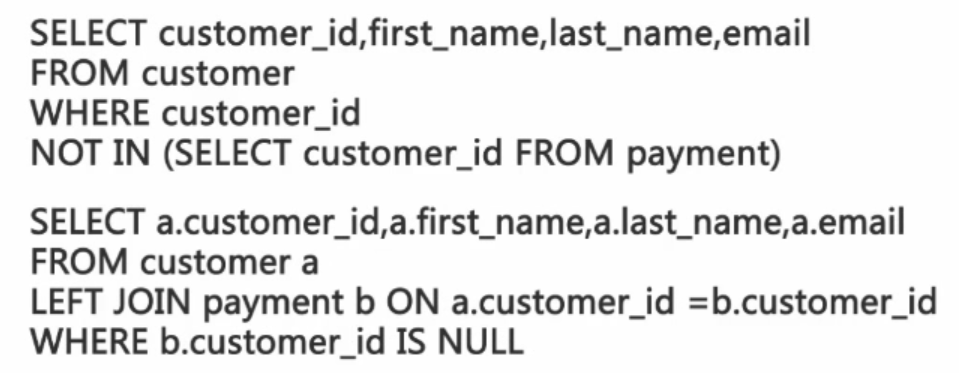 SELECT customer_id,first_name,last_name,email
FROM customer
WHERE customer_id
NOT IN (SELECT customer_id FROM payment)
SELECT a.customer_id,a.first_name,a.last_name,a.email
FROM customer a
LEFT JOIN payment b ON a.customer_id =b.customer_id
WHERE b.customer_id IS NULL